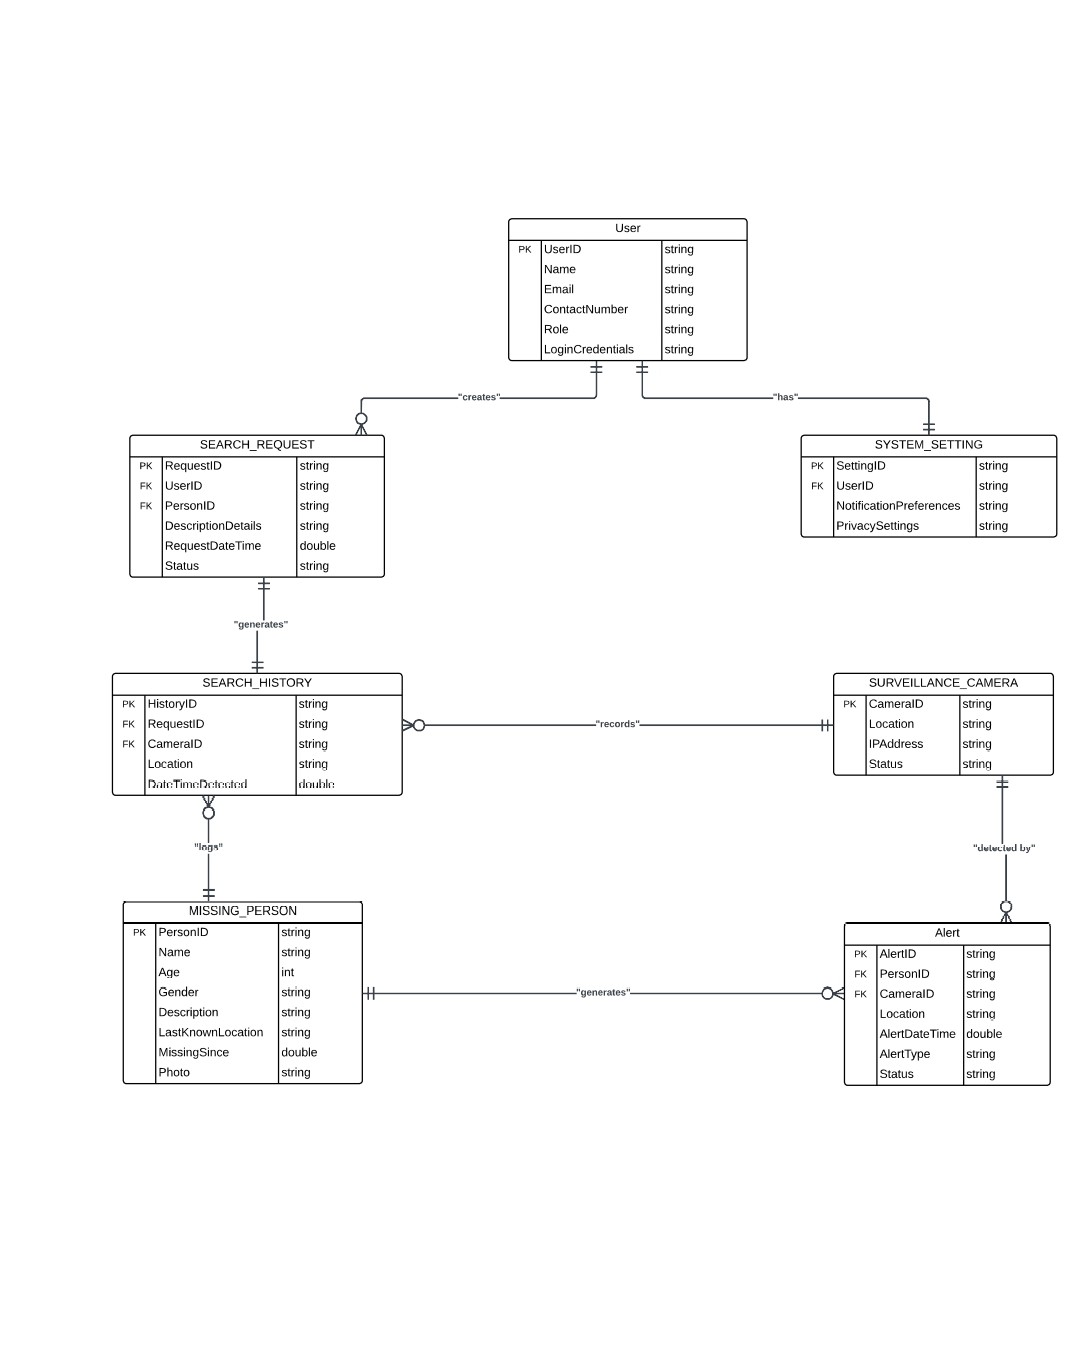 User
PK UserID string
Name string
Email string
ContactNumber string
Role string
LoginCredentials string
"creates"
"has"
SEARCH_REQUEST
PK RequestID string
FK UserID string
FK PersonID string
DescriptionDetails string
RequestDateTime double
Status string
SYSTEM_SETTING
PK SettingID string
FK UserID string
NotificationPreferences string
PrivacySettings string
"generates"
SEARCH_HISTORY
PK HistoryID string
FK RequestID string
FK CameraID string
Location string
DateTimeDetected double
"records"
SURVEILLANCE_CAMERA
PK CameraID string
Location string
IPAddress string
Status string
"logs"
"detected by"
MISSING_PERSON
PK PersonID string
Name string
Age int
Gender string
Description string
LastKnownLocation string
MissingSince double
Photo string
"generates"
Alert
PK AlertID string
FK PersonID string
FK CameraID string
Location string
AlertDateTime double
AlertType string
Status string